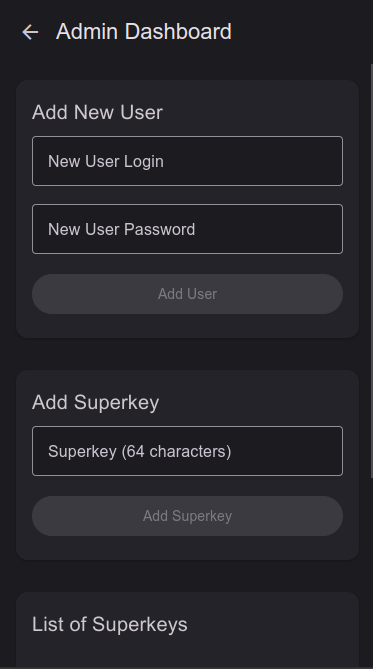 Admin Dashboard
Add New User
New User Login
New User Password
Add User
Add Superkey
Superkey (64 characters)
Add Superkey
List of Superkeys